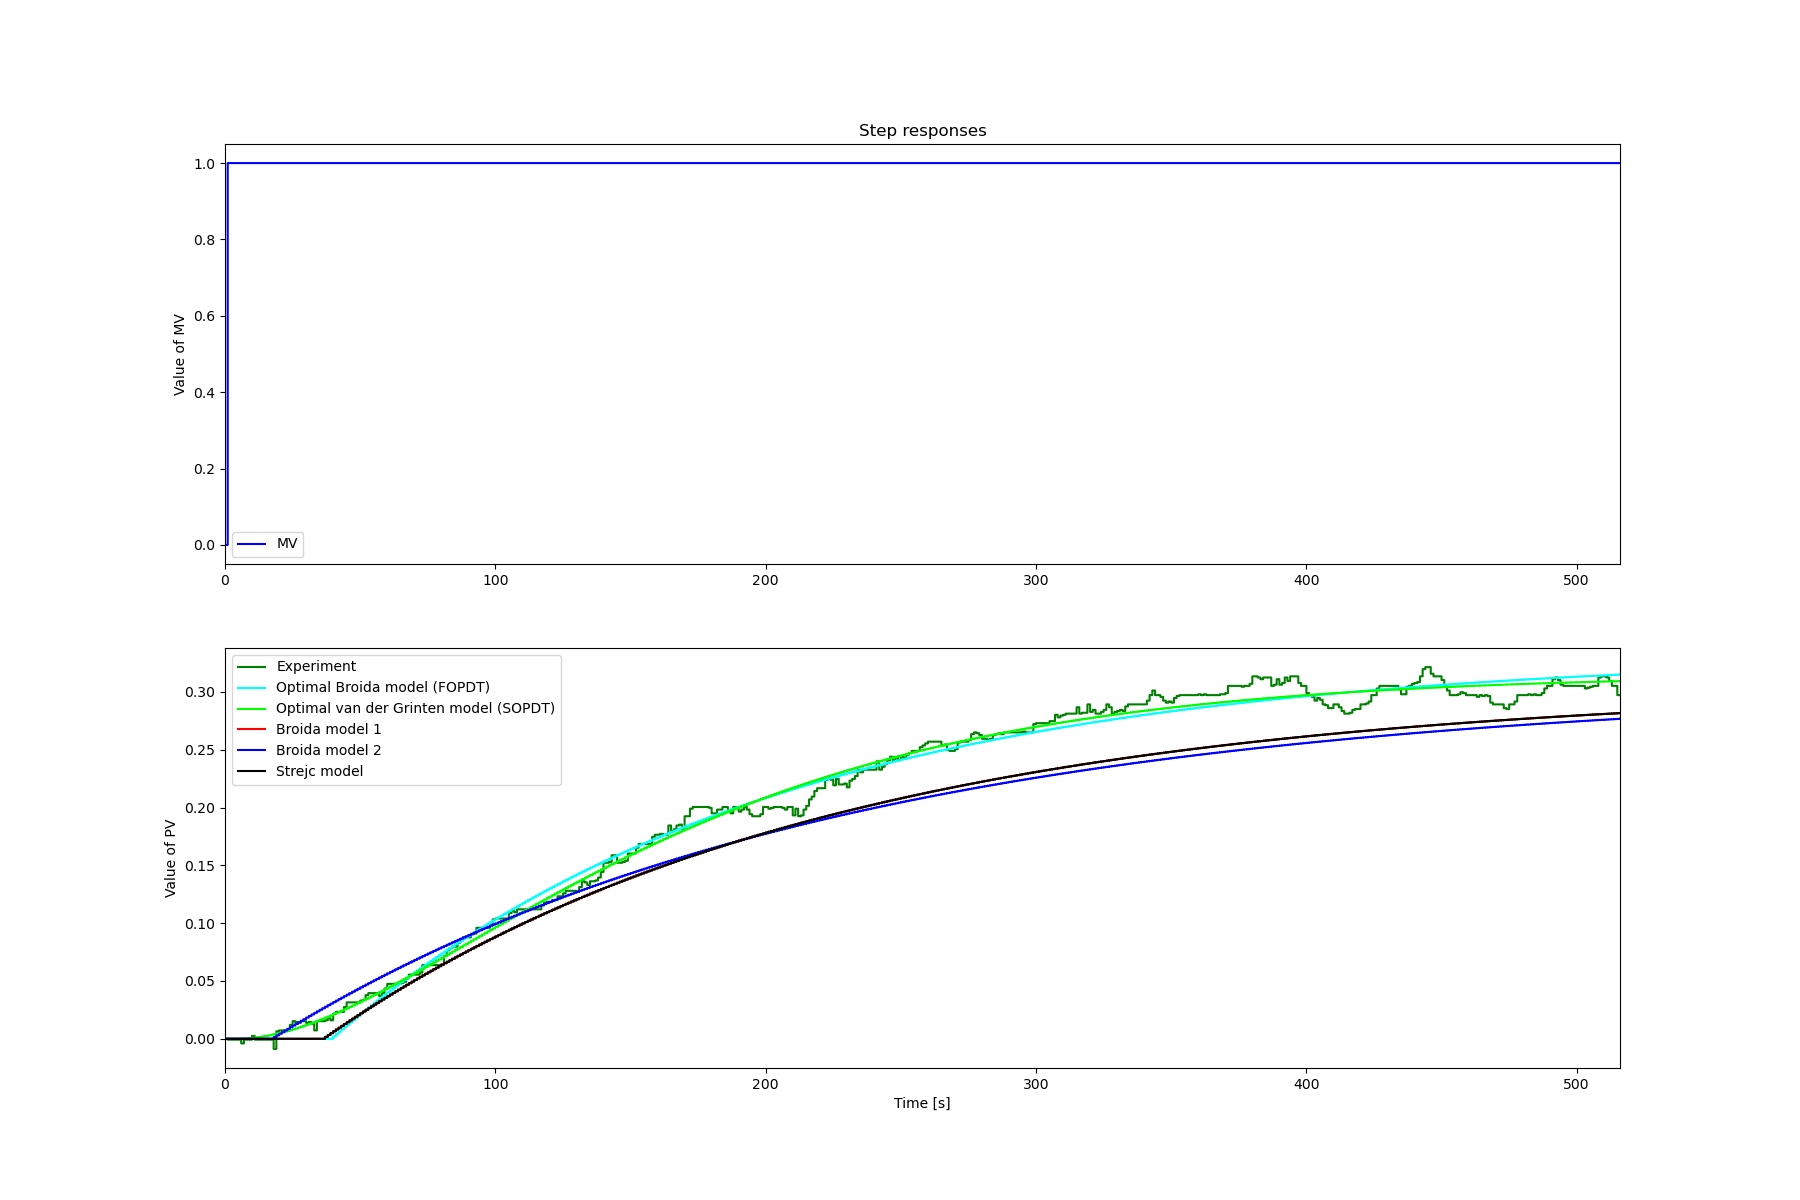 Step responses
1.0
0.8
0.6
0.4
0.2
0.0
Value of MV
MV
0 100 200 300 400 500
Experiment
Optimal Broida model (FOPDT)
Optimal van der Grinten model (SOPDT)
Broida model 1
Broida model 2
Strejc model
0.30
0.25
0.20
0.15
0.10
0.05
0.00
Value of PV
0 100 200 300 400 500
Time [s]